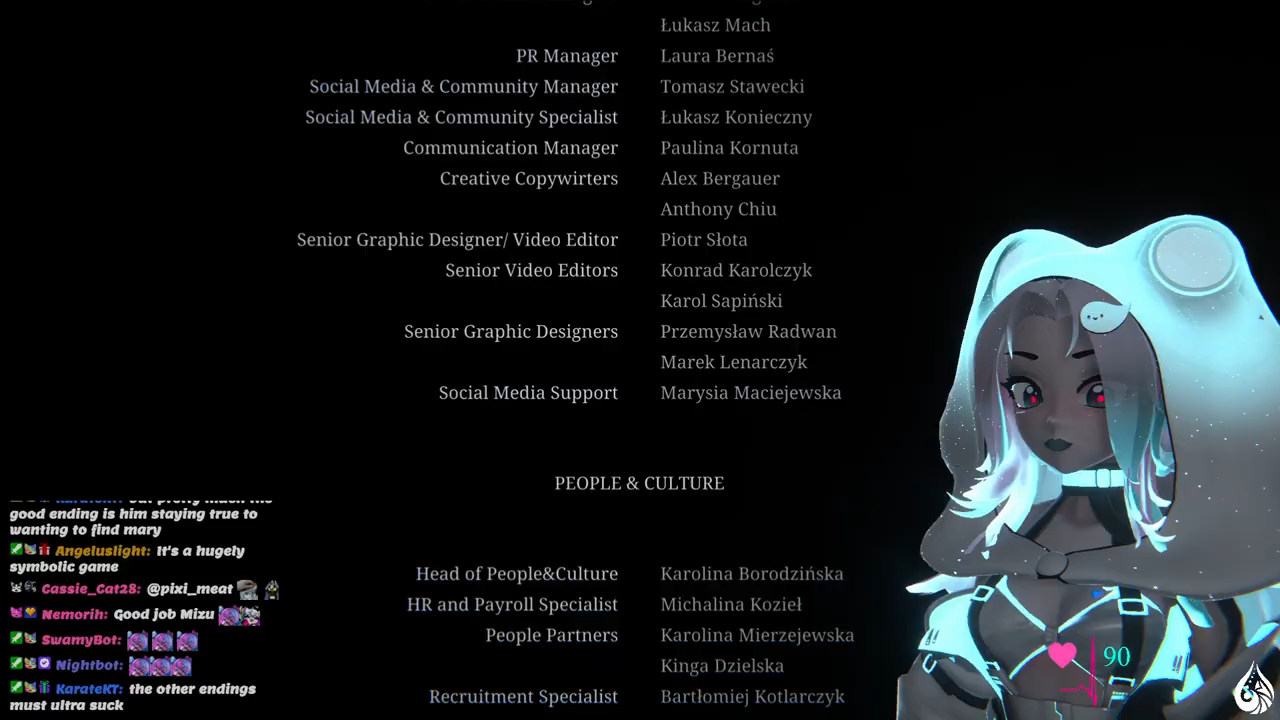 Łukasz Mach
PR Manager Laura Bernaś
Social Media & Community Manager Tomasz Stawecki
Social Media & Community Specialist Łukasz Konieczny
Communication Manager Paulina Kornuta
Creative Copywirters Alex Bergauer
Anthony Chiu
Senior Graphic Designer/ Video Editor Piotr Słota
Senior Video Editors Konrad Karolczyk
Karol Sapiński
Senior Graphic Designers Przemysław Radwan
Marek Lenarczyk
Social Media Support Marysia Maciejewska
PEOPLE & CULTURE
Head of People&Culture Karolina Borodzińska
HR and Payroll Specialist Michalina Kozieł
People Partners Karolina Mierzejewska
Kinga Dzielska
Recruitment Specialist Bartłomiej Kotlarczyk
good ending is him staying true to
wanting to find mary
Angeluslight: It's a hugely
symbolic game
Cassie_Cat28: @pixi_meat
Nemorih: Good job Mizu
SwamyBot:
Nightbot:
KarateKT: the other endings
must ultra suck
90